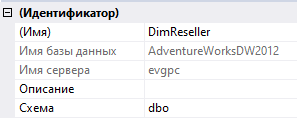 (Идентификатор)
(Имя) DimReseller
Имя базы данных AdventureWorksDW2012
Имя сервера evgpc
Описание
Схема dbo